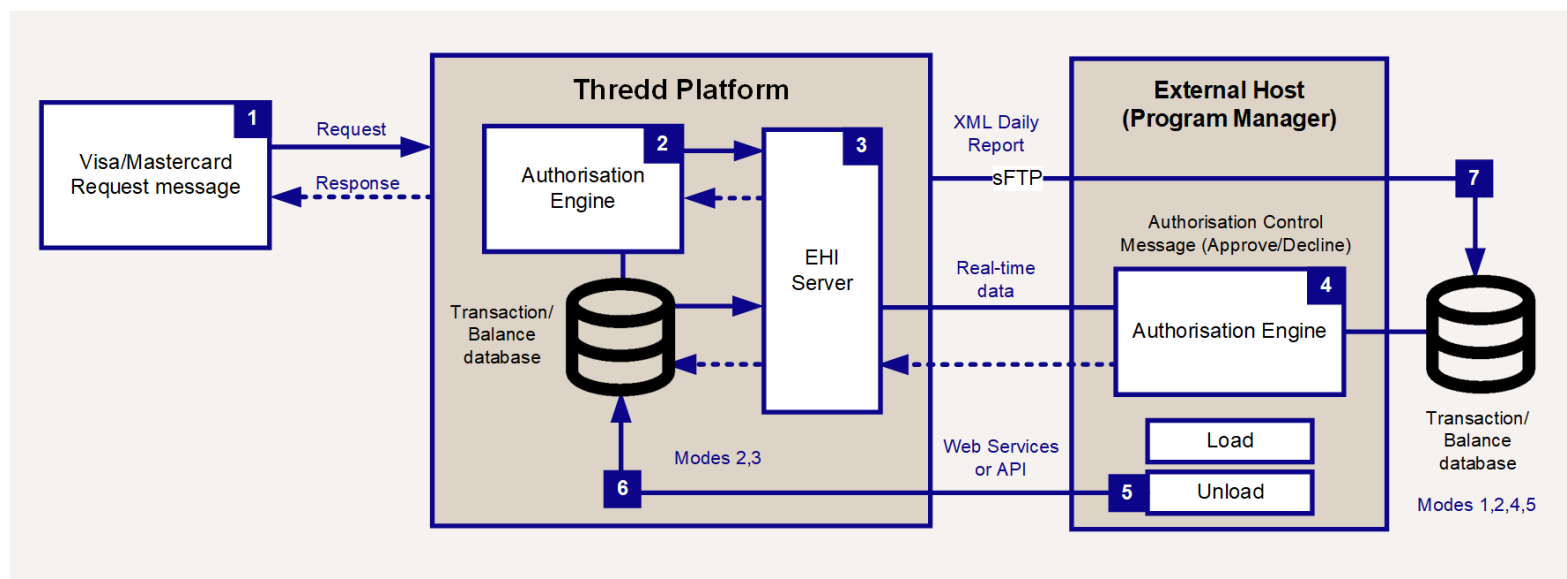 Thredd Platform
External Host
(Program Manager)
1
Visa/Mastercard
Request message
Request
Response
2
Authorisation
Engine
3
EHI
Server
Transaction/
Balance
database
Modes 2,3
6
XML Daily
Report
sFTP
Real-time
data
Web Services
or API
Authorisation Control
Message (Approve/Decline)
4
Authorisation Engine
Load
5
Unload
7
Transaction/
Balance
database
Modes 1,2,4,5